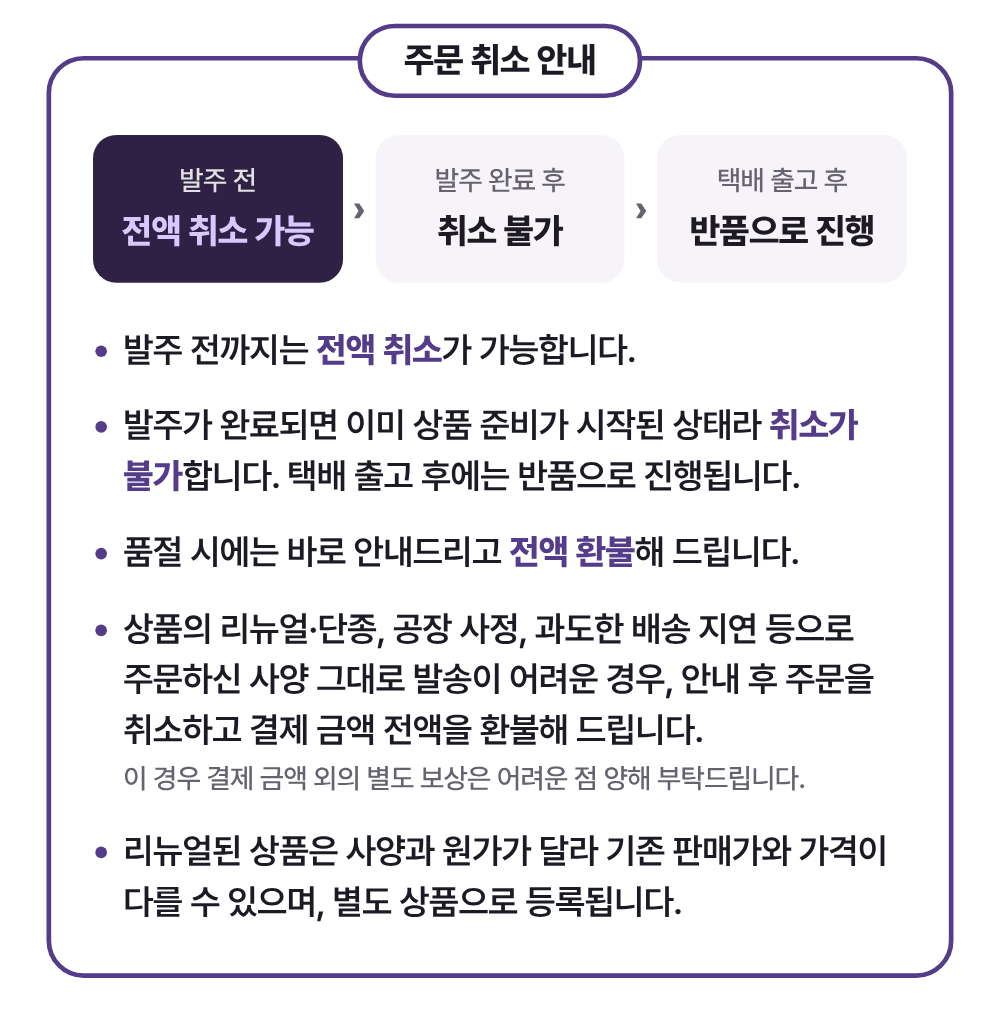 주문 취소 안내
발주 전
전액 취소 가능
›
발주 완료 후
취소 불가
›
택배 출고 후
반품으로 진행
• 발주 전까지는 전액 취소가 가능합니다.
• 발주가 완료되면 이미 상품 준비가 시작된 상태라 취소가
불가합니다. 택배 출고 후에는 반품으로 진행됩니다.
• 품절 시에는 바로 안내드리고 전액 환불해 드립니다.
• 상품의 리뉴얼·단종, 공장 사정, 과도한 배송 지연 등으로
주문하신 사양 그대로 발송이 어려운 경우, 안내 후 주문을
취소하고 결제 금액 전액을 환불해 드립니다.
이 경우 결제 금액 외의 별도 보상은 어려운 점 양해 부탁드립니다.
• 리뉴얼된 상품은 사양과 원가가 달라 기존 판매가와 가격이
다를 수 있으며, 별도 상품으로 등록됩니다.